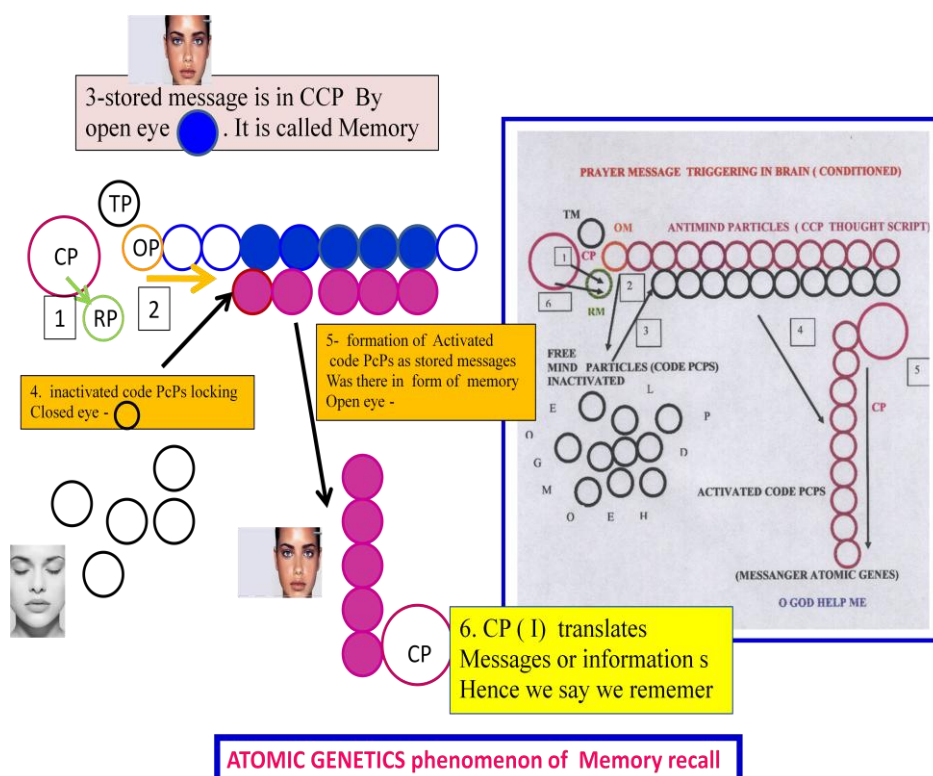 3-stored message is in CCP By
open eye . It is called Memory
TP
OP
CP
RP
1
2
4. inactivated code PcPs locking
Closed eye -
5- formation of Activated
code PcPs as stored messages
Was there in form of memory
Open eye -
CP
6. CP ( I) translates
Messages or information s
Hence we say we rememer
PRAYER MESSAGE TRIGGERING IN BRAIN ( CONDITIONED)
TM
OM
ANTIMIND PARTICLES (CCP THOUGHT SCRIPT)
CP
1
6
2
RM
3
4
5
FREE
MIND PARTICLES (CODE PCPS)
INACTIVATED
L
E
P
O
D
G
M
O
E
H
CP
ACTIVATED CODE PCPS
(MESSANGER ATOMIC GENES)
O GOD HELP ME
ATOMIC GENETICS phenomenon of Memory recall